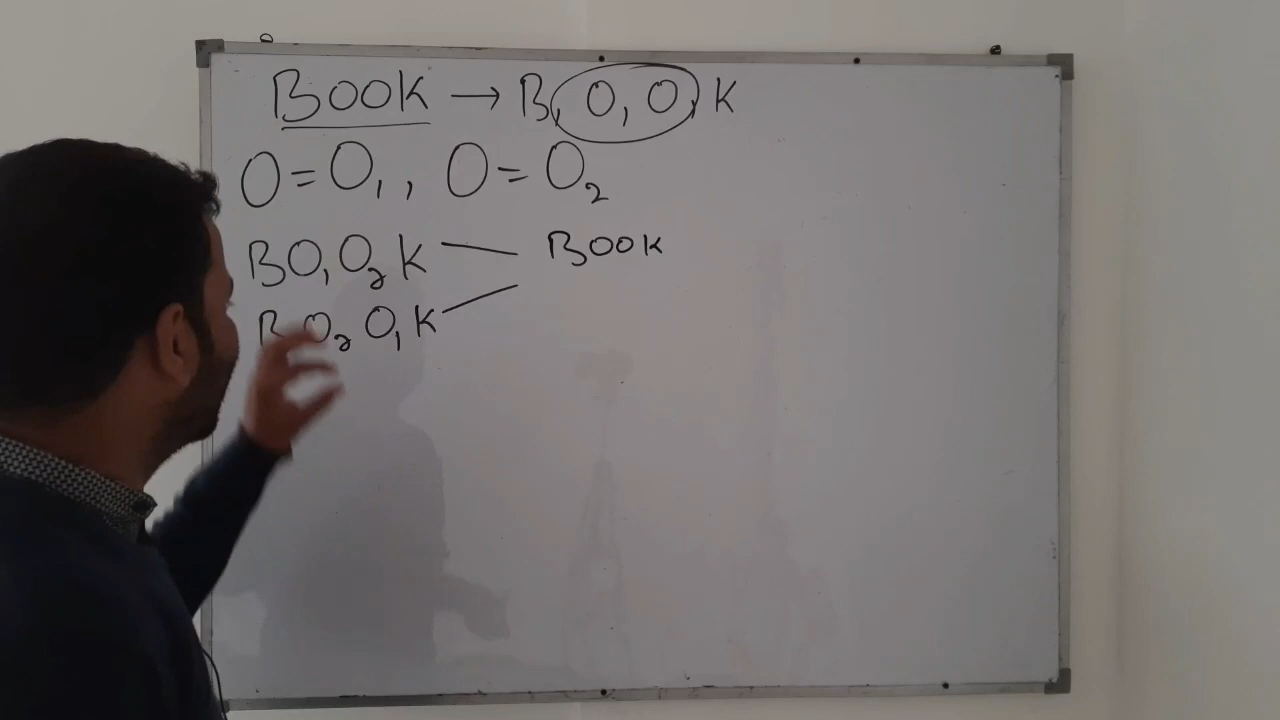 BOOK → B, O, O, K
O = O₁, O = O₂
BO₁O₂K — BOOK
BO₂O₁K —